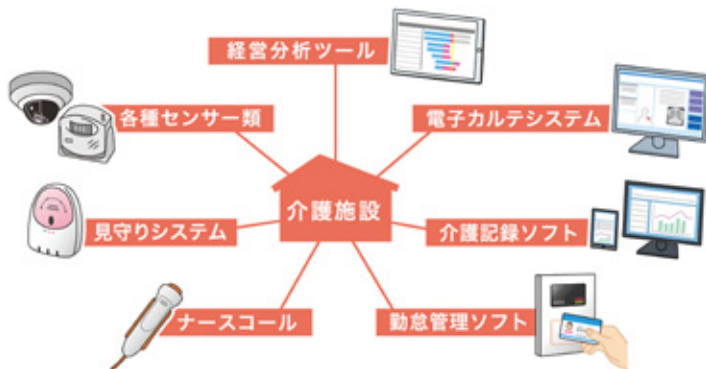 経営分析ツール
各種センサー類
電子カルテシステム
介護施設
見守りシステム
介護記録ソフト
ナースコール
勤怠管理ソフト